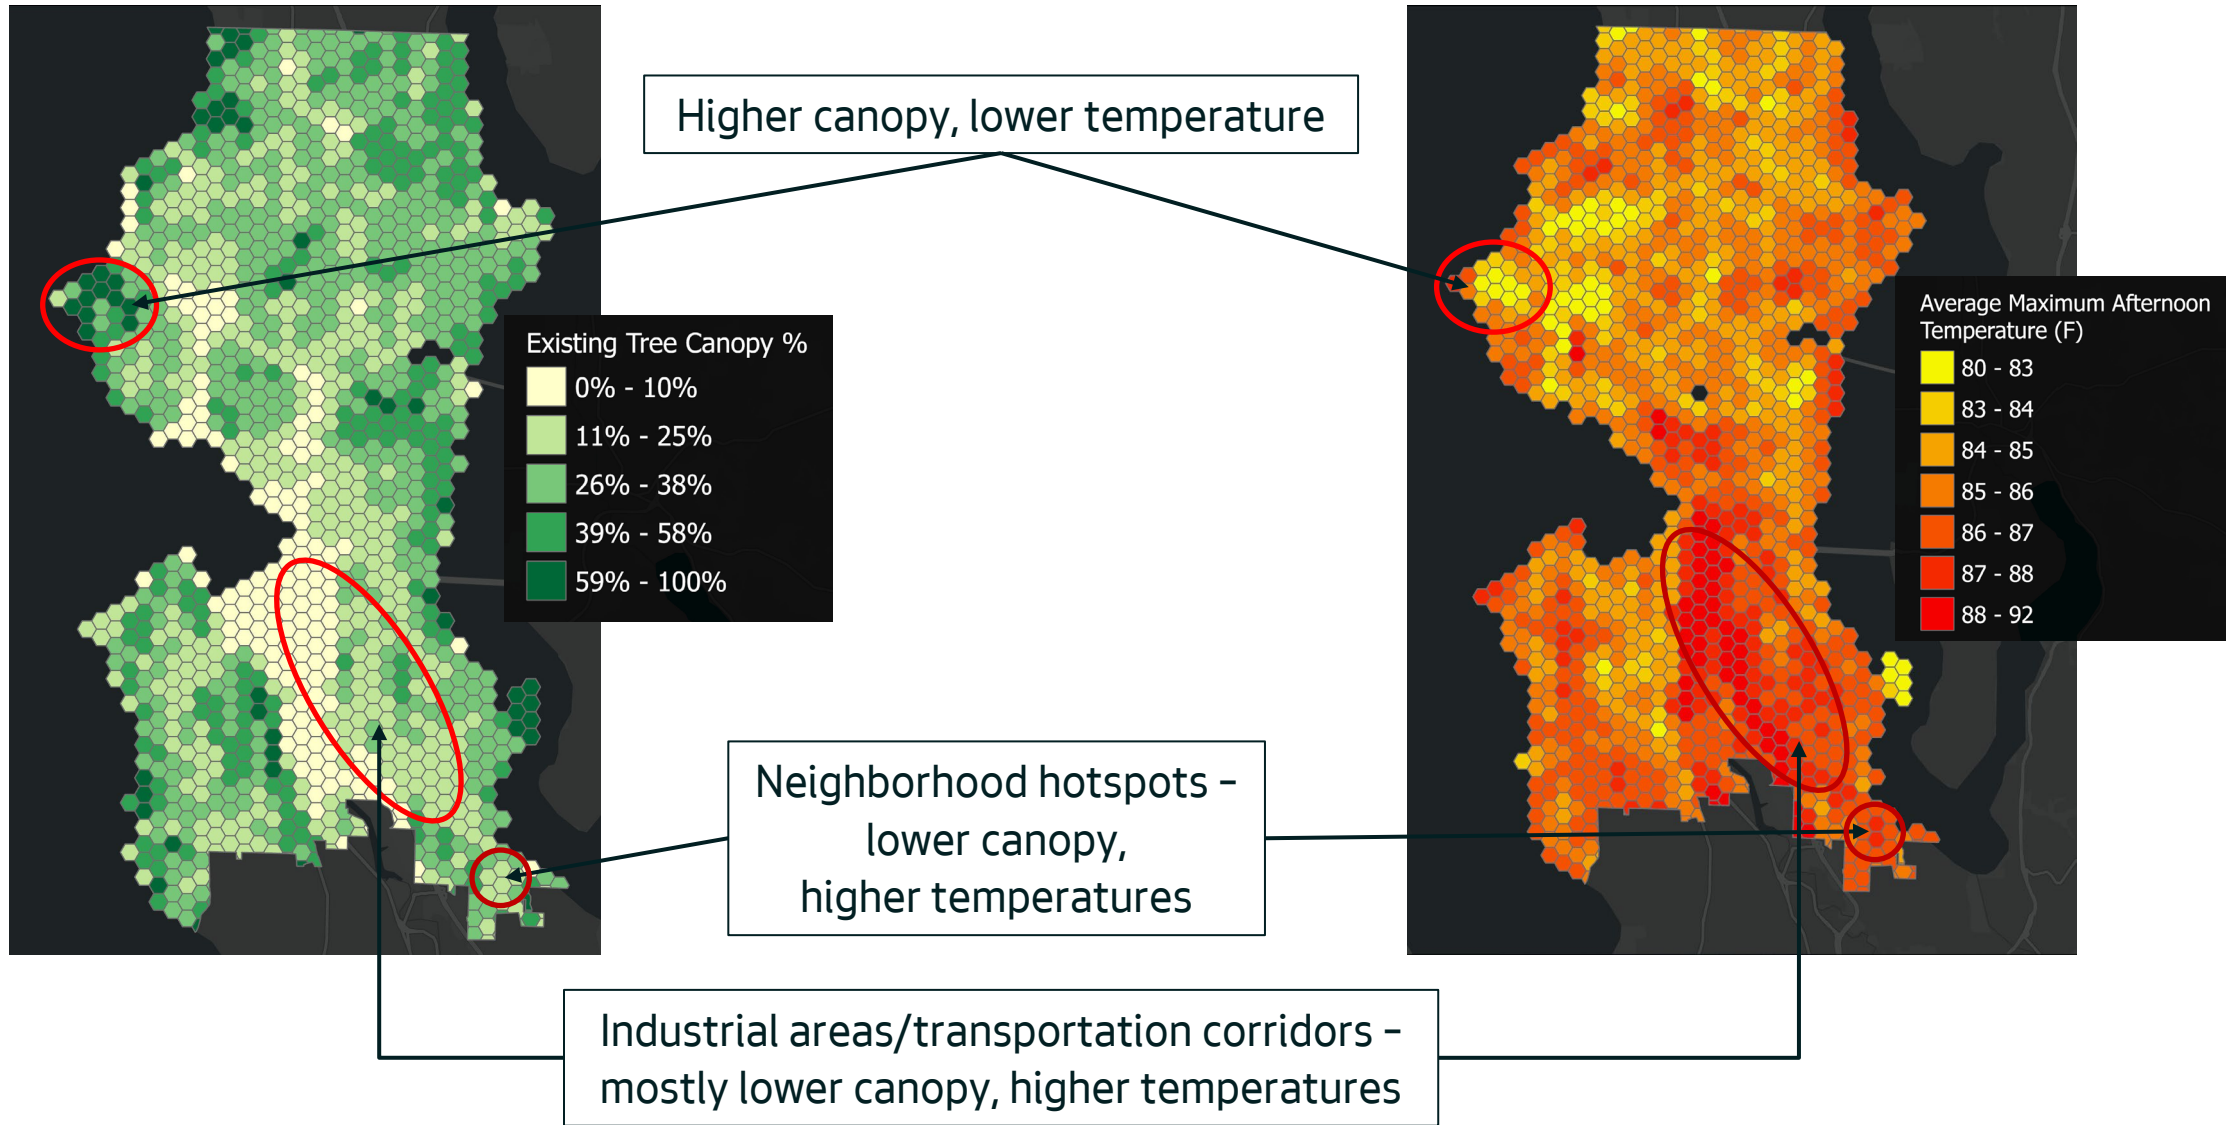 Higher canopy, lower temperature
Existing Tree Canopy %
0% - 10%
11% - 25%
26% - 38%
39% - 58%
59% - 100%
Average Maximum Afternoon
Temperature (F)
80 - 83
83 - 84
84 - 85
85 - 86
86 - 87
87 - 88
88 - 92
Neighborhood hotspots –
lower canopy,
higher temperatures
Industrial areas/transportation corridors –
mostly lower canopy, higher temperatures